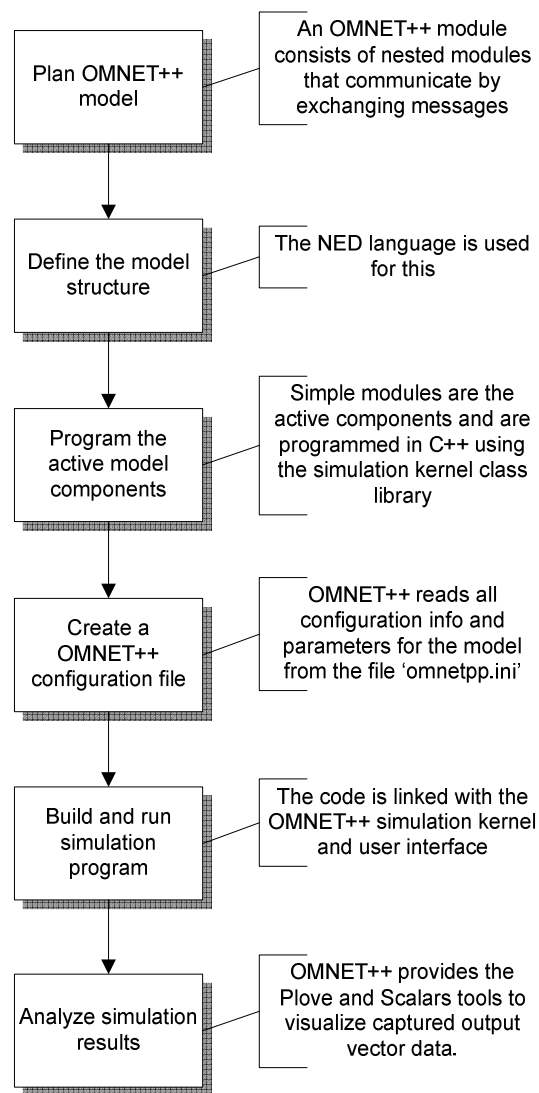 Plan OMNET++
model
An OMNET++ module
consists of nested modules
that communicate by
exchanging messages
Define the model
structure
The NED language is used
for this
Program the
active model
components
Simple modules are the
active components and are
programmed in C++ using
the simulation kernel class
library
Create a
OMNET++
configuration file
OMNET++ reads all
configuration info and
parameters for the model
from the file ‘omnetpp.ini’
Build and run
simulation
program
The code is linked with the
OMNET++ simulation kernel
and user interface
Analyze simulation
results
OMNET++ provides the
Plove and Scalars tools to
visualize captured output
vector data.